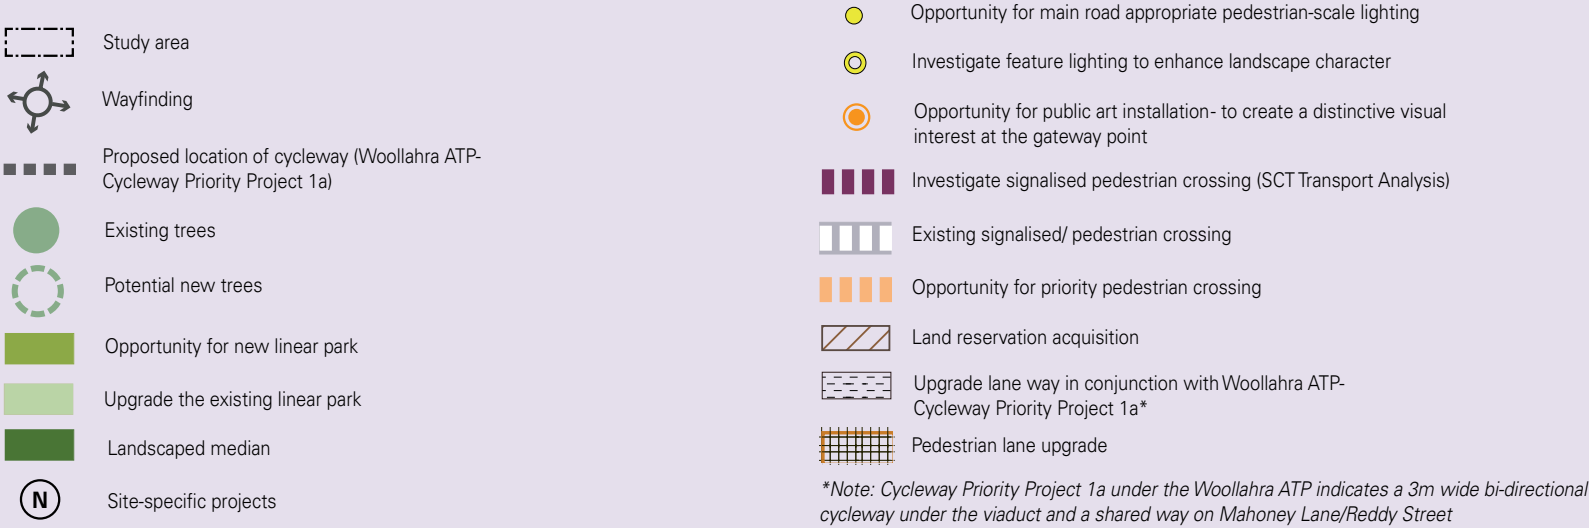 Study area
Wayfinding
Proposed location of cycleway (Woollahra ATP-
Cycleway Priority Project 1a)
Existing trees
Potential new trees
Opportunity for new linear park
Upgrade the existing linear park
Landscaped median
N
Site-specific projects
Opportunity for main road appropriate pedestrian-scale lighting
Investigate feature lighting to enhance landscape character
Opportunity for public art installation- to create a distinctive visual
interest at the gateway point
Investigate signalised pedestrian crossing (SCT Transport Analysis)
Existing signalised/ pedestrian crossing
Opportunity for priority pedestrian crossing
Land reservation acquisition
Upgrade lane way in conjunction with Woollahra ATP-
Cycleway Priority Project 1a*
Pedestrian lane upgrade
*Note: Cycleway Priority Project 1a under the Woollahra ATP indicates a 3m wide bi-directional
cycleway under the viaduct and a shared way on Mahoney Lane/Reddy Street